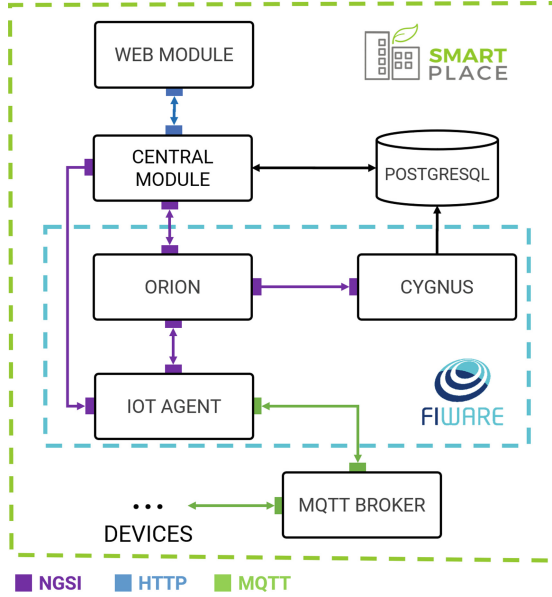 WEB MODULE
SMART
PLACE
CENTRAL
MODULE
POSTGRESQL
ORION
CYGNUS
IOT AGENT
FIWARE
MQTT BROKER
...
DEVICES
NGSI
HTTP
MQTT